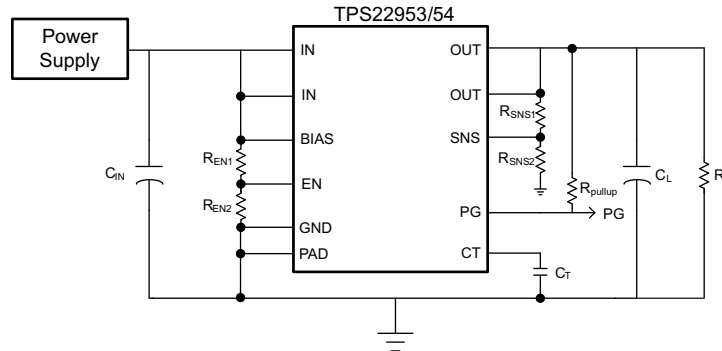 TPS22953/54
Power
Supply
IN
OUT
IN
OUT
RSNS1
BIAS
SNS
REN1
RSNS2
CIN
EN
CL
R
REN2
Rpullup
GND
PG
PG
PAD
CT
CT